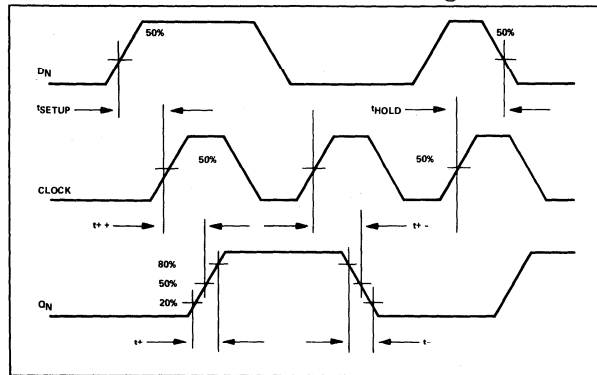 50%
50%
DN
tSETUP
tHOLD
50%
50%
CLOCK
t+ +
t+ -
80%
50%
20%
QN
t+
t-